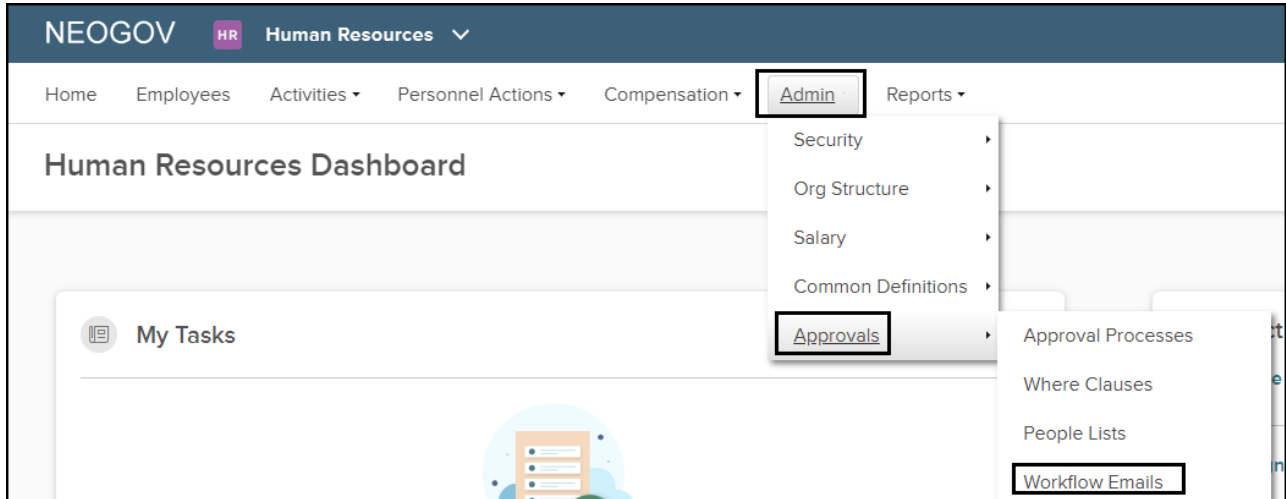 NEOGOV HR Human Resources
Home Employees Activities Personnel Actions Compensation Admin Reports
Human Resources Dashboard
Security
Org Structure
Salary
Common Definitions
Approvals
My Tasks
Approval Processes
Where Clauses
People Lists
Workflow Emails